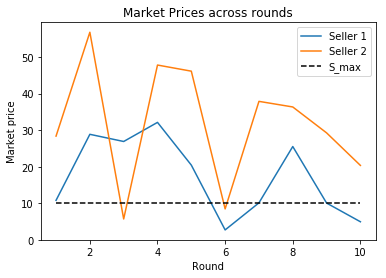 Market Prices across rounds
Seller 1
Seller 2
S_max
Market price
50
40
30
20
10
0
2
4
6
8
10
Round